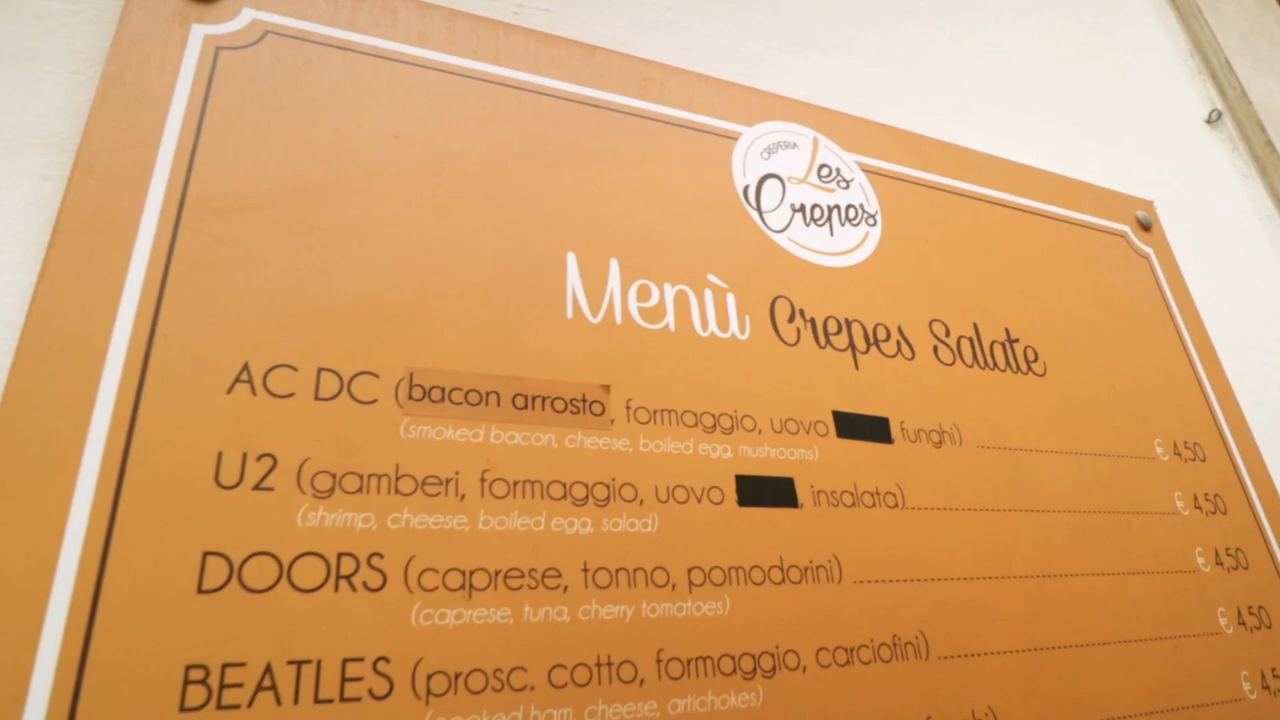 CREPERIA
Les
Crepes
Menù Crepes Salate
AC DC (bacon arrosto, formaggio, uovo , funghi) € 4,50
(smoked bacon, cheese, boiled egg, mushrooms)
U2 (gamberi, formaggio, uovo , insalata) € 4,50
(shrimp, cheese, boiled egg, salad)
DOORS (caprese, tonno, pomodorini) € 4,50
(caprese, tuna, cherry tomatoes)
BEATLES (prosc. cotto, formaggio, carciofini) € 4,50
ham, cheese, artichokes)